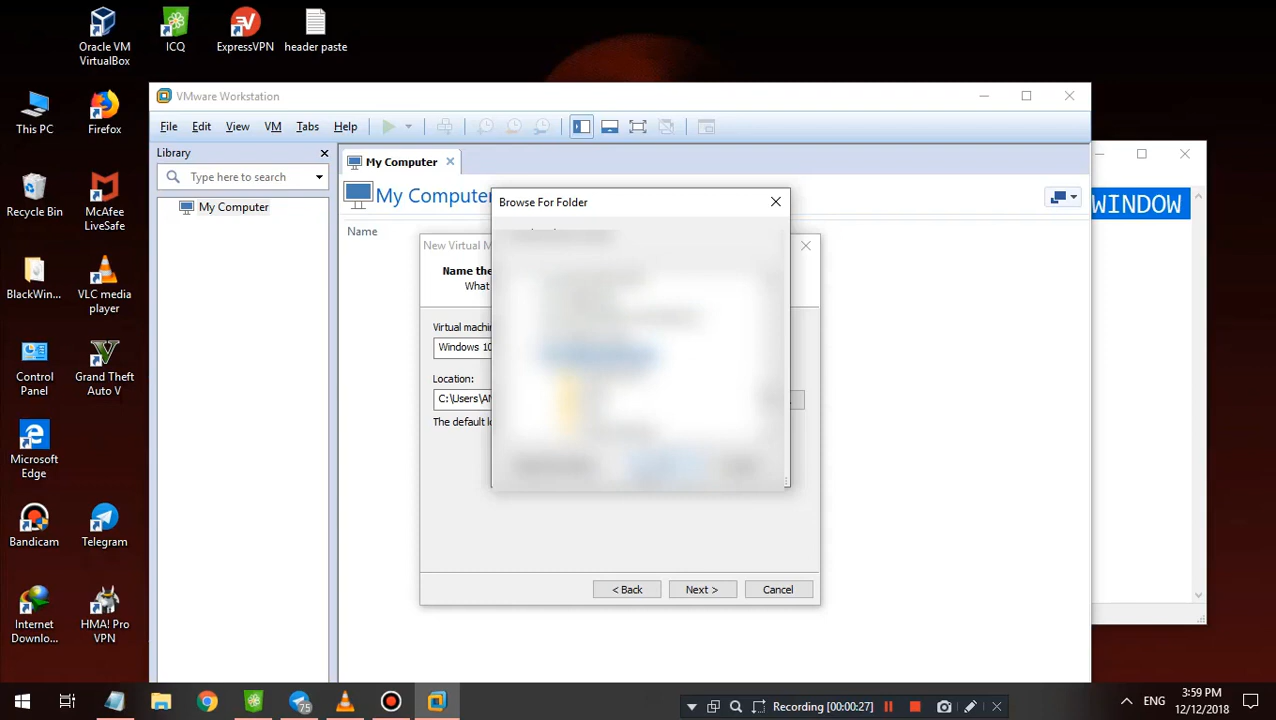 Oracle VM
VirtualBox
ICQ
ExpressVPN
header paste
This PC
Firefox
Recycle Bin
McAfee
LiveSafe
BlackWin...
VLC media
player
Control
Panel
Grand Theft
Auto V
Microsoft
Edge
Bandicam
Telegram
Internet
Downlo...
HMA! Pro
VPN
VMware Workstation
File Edit View VM Tabs Help
Library
Type here to search
My Computer
My Computer
My Computer
Name
WINDOW
New Virtual M
Name the
What
Virtual machin
Windows 10
Location:
C:\Users\AM
The default lo
Browse For Folder
< Back
Next >
Cancel
75
Recording [00:00:27]
ENG
3:59 PM
12/12/2018